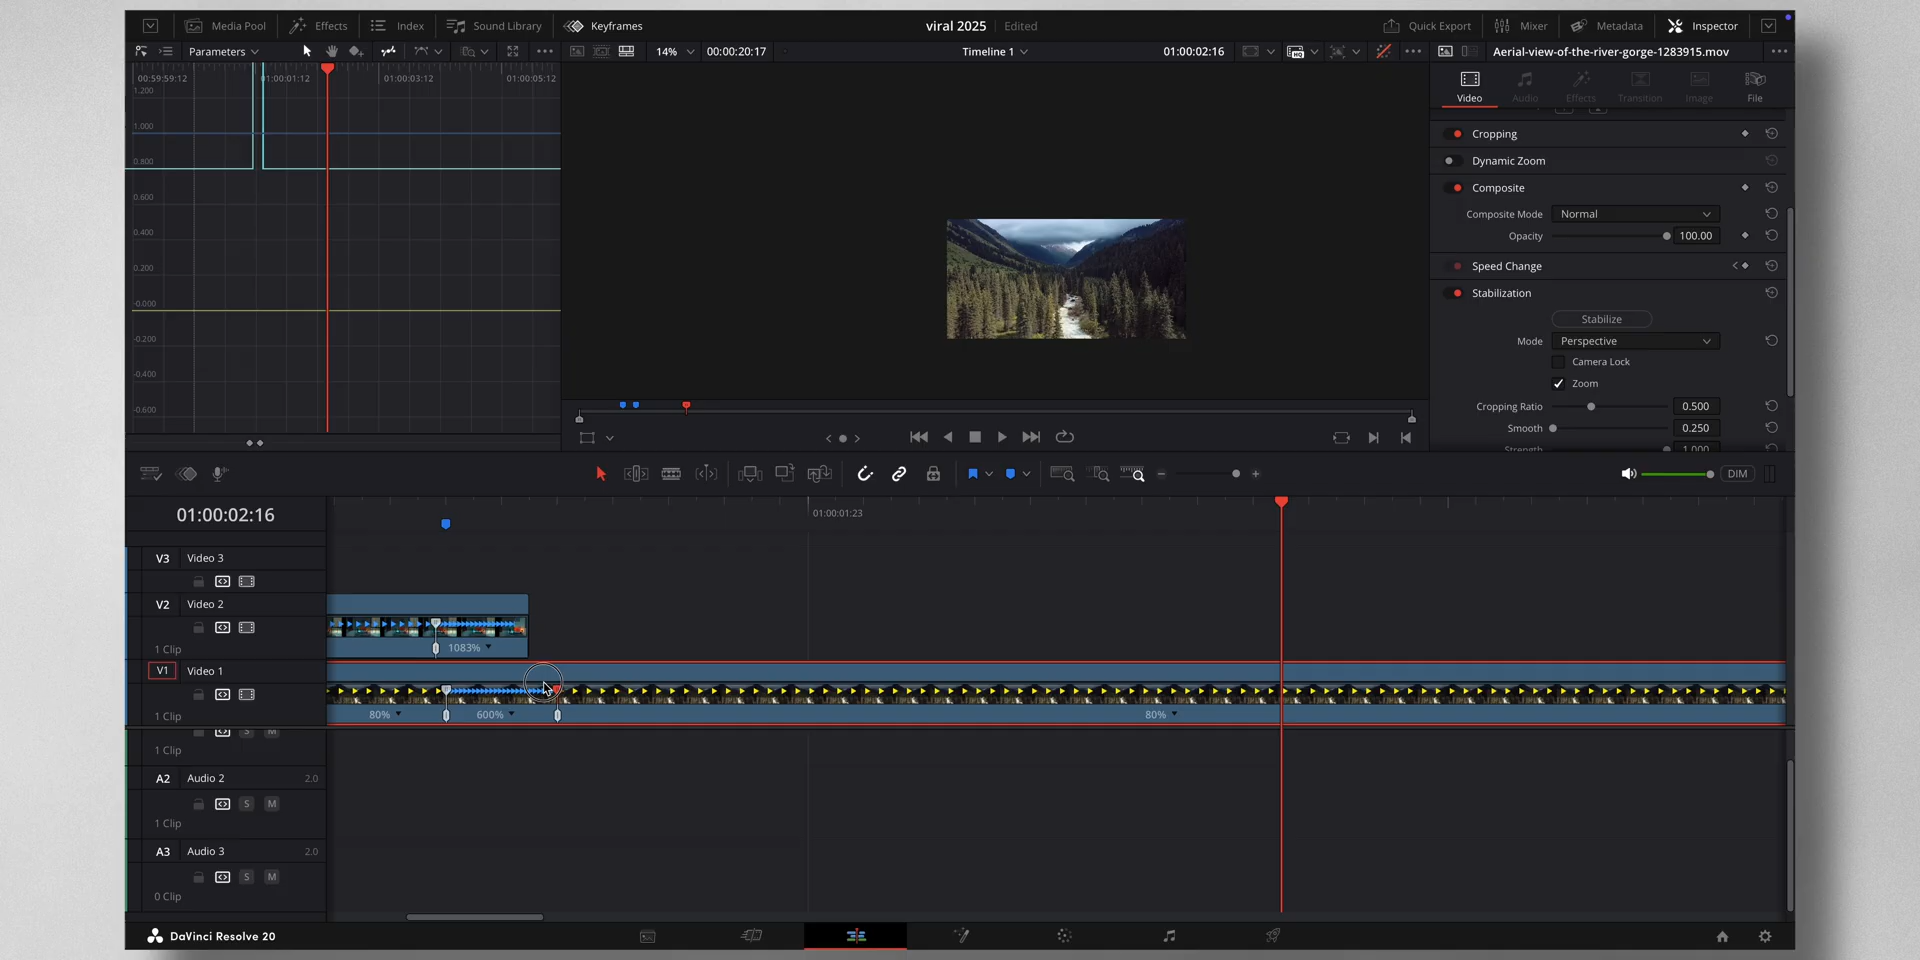 Media Pool Effects Index Sound Library Keyframes viral 2025 Edited Quick Export Mixer Metadata Inspector
Parameters 14% 00:00:20:17 Timeline 1 01:00:02:16 Aerial-view-of-the-river-gorge-1283915.mov
00:59:59:12 01:00:01:12 01:00:03:12 01:00:05:12
1.200
1.000
0.800
0.600
0.400
0.200
-0.000
-0.200
-0.400
-0.600
Video Audio Effects Transition Image File
Cropping
Dynamic Zoom
Composite
Composite Mode Normal
Opacity 100.00
Speed Change
Stabilization
Stabilize
Mode Perspective
Camera Lock
Zoom
Cropping Ratio 0.500
Smooth 0.250
Strength 1.000
DIM
01:00:02:16
01:00:01:23
V3 Video 3
V2 Video 2
1 Clip
1083%
V1 Video 1
1 Clip
80% 600% 80%
S M
1 Clip
A2 Audio 2 2.0
S M
1 Clip
A3 Audio 3 2.0
S M
0 Clip
DaVinci Resolve 20